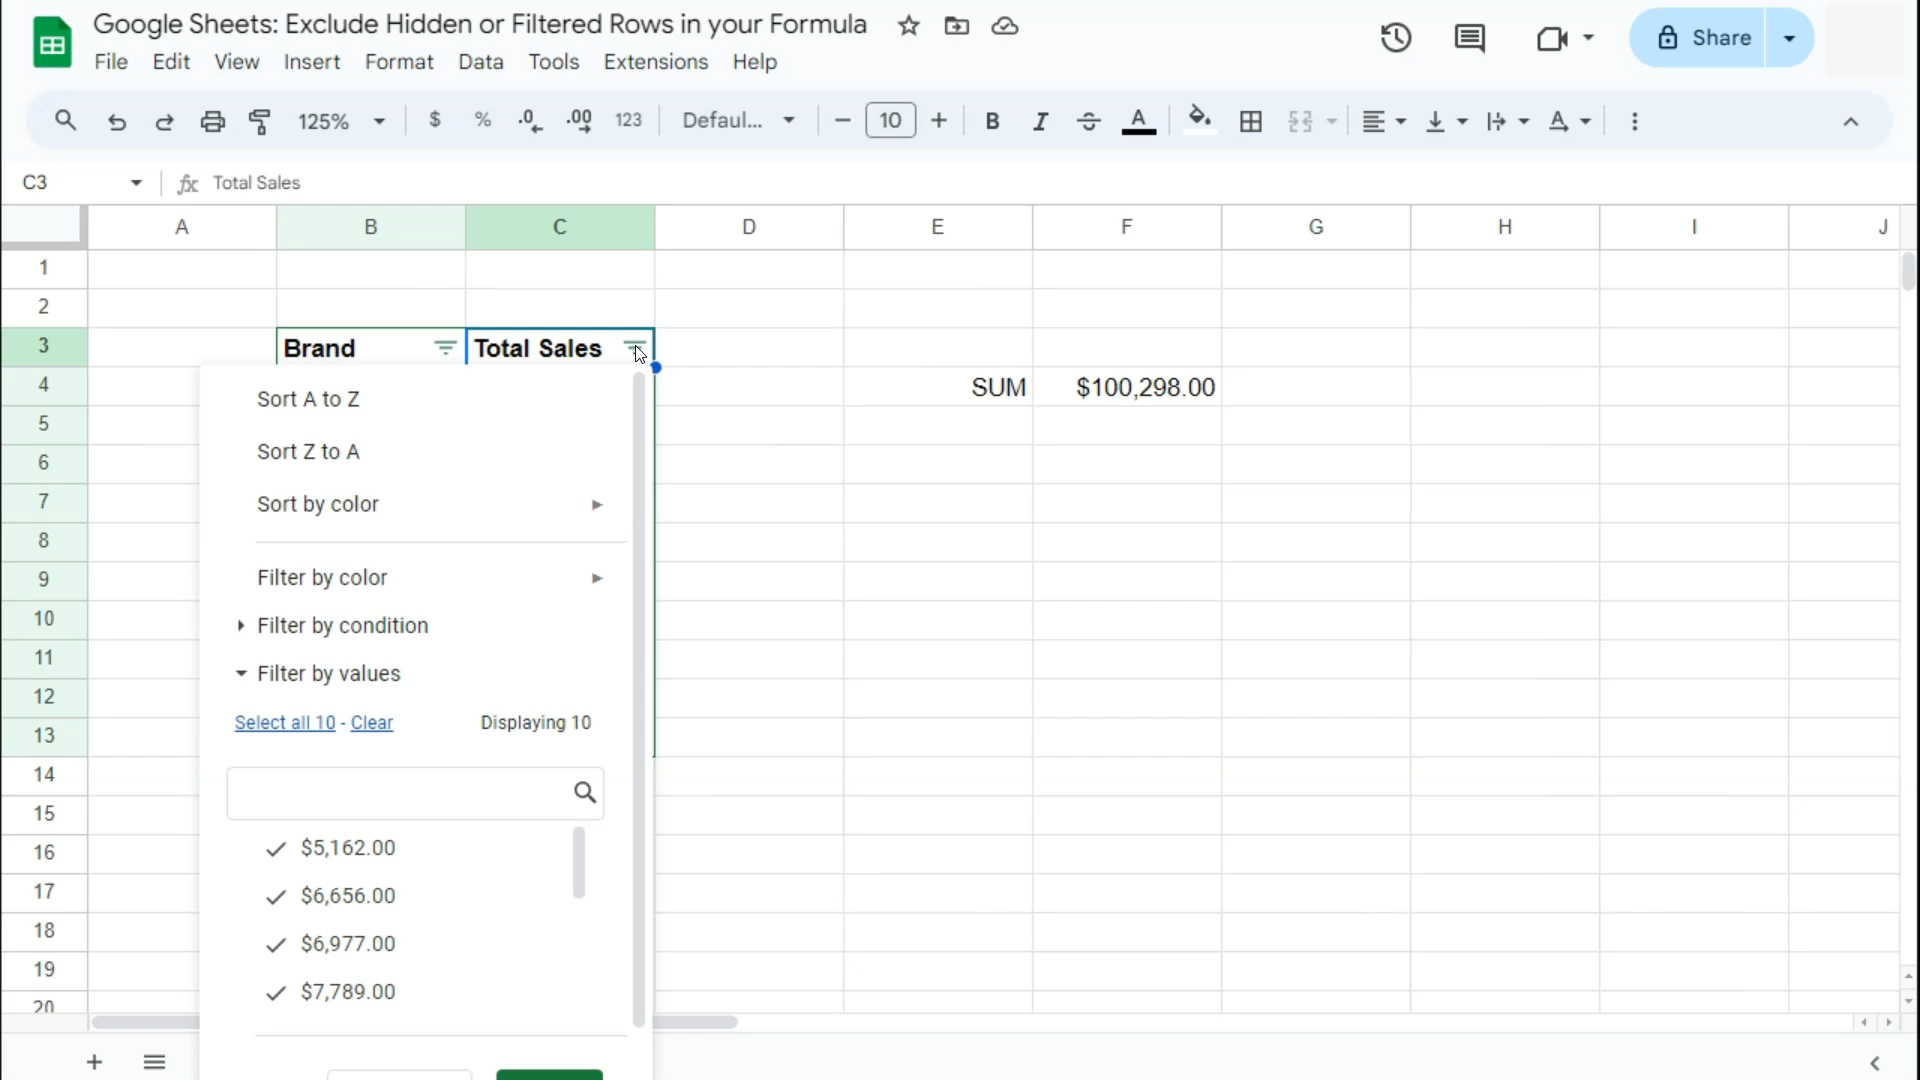 Google Sheets: Exclude Hidden or Filtered Rows in your Formula
File Edit View Insert Format Data Tools Extensions Help
Share
125% $ % .0 .00 123 Defaul... 10 B I A
C3 fx Total Sales
A B C D E F G H I J
1
2
3 Brand Total Sales
4 SUM $100,298.00
5
6
7
8
9
10
11
12
13
14
15
16
17
18
19
20
Sort A to Z
Sort Z to A
Sort by color
Filter by color
Filter by condition
Filter by values
Select all 10 - Clear Displaying 10
$5,162.00
$6,656.00
$6,977.00
$7,789.00